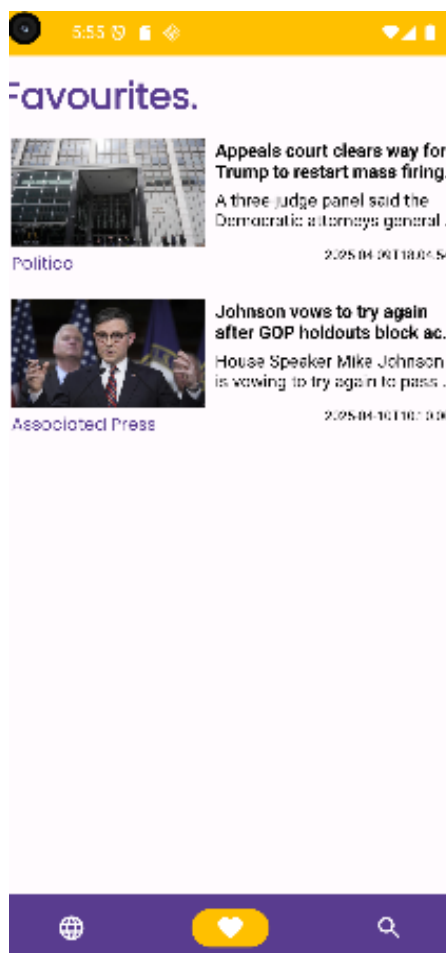 5:55
Favourites.
Appeals court clears way for
Trump to restart mass firing.
A three-judge panel said the
Democratic attorneys general .
Politico
Johnson vows to try again
after GOP holdouts block ac.
House Speaker Mike Johnson
is vowing to try again to pass .
Associated Press